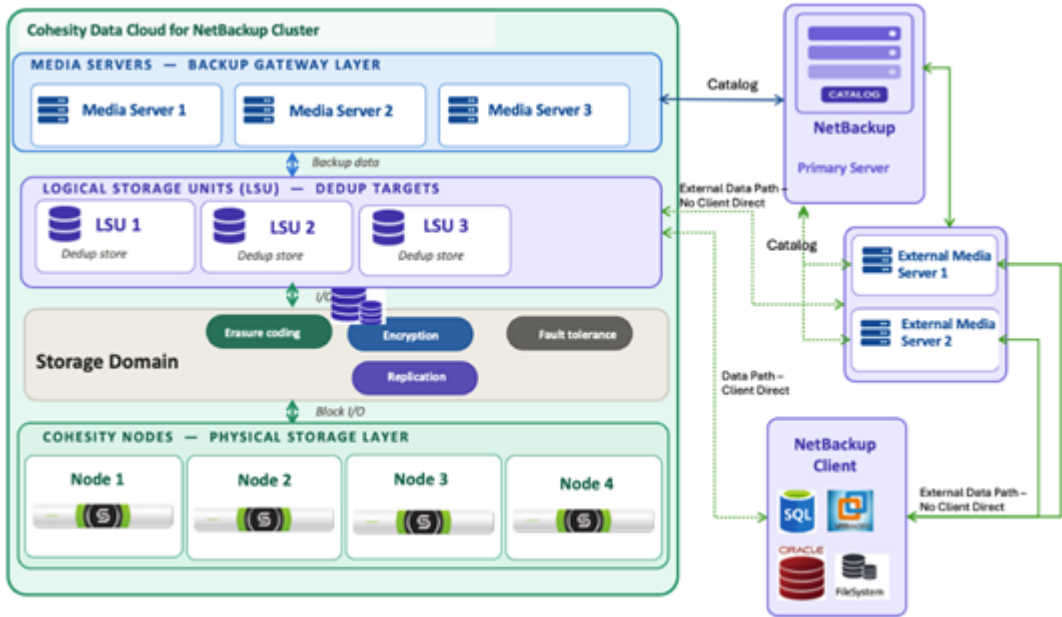 Cohesity Data Cloud for NetBackup Cluster
MEDIA SERVERS — BACKUP GATEWAY LAYER
Media Server 1
Media Server 2
Media Server 3
Backup data
LOGICAL STORAGE UNITS (LSU) — DEDUP TARGETS
LSU 1
Dedup store
LSU 2
Dedup store
LSU 3
Dedup store
I/O
Erasure coding
Encryption
Fault tolerance
Storage Domain
Replication
Block I/O
COHESITY NODES — PHYSICAL STORAGE LAYER
Node 1
Node 2
Node 3
Node 4
Catalog
CATALOG
NetBackup
Primary Server
External Data Path –
No Client Direct
Catalog
External Media
Server 1
External Media
Server 2
Data Path –
Client Direct
NetBackup
Client
SQL
ORACLE
FileSystem
External Data Path –
No Client Direct